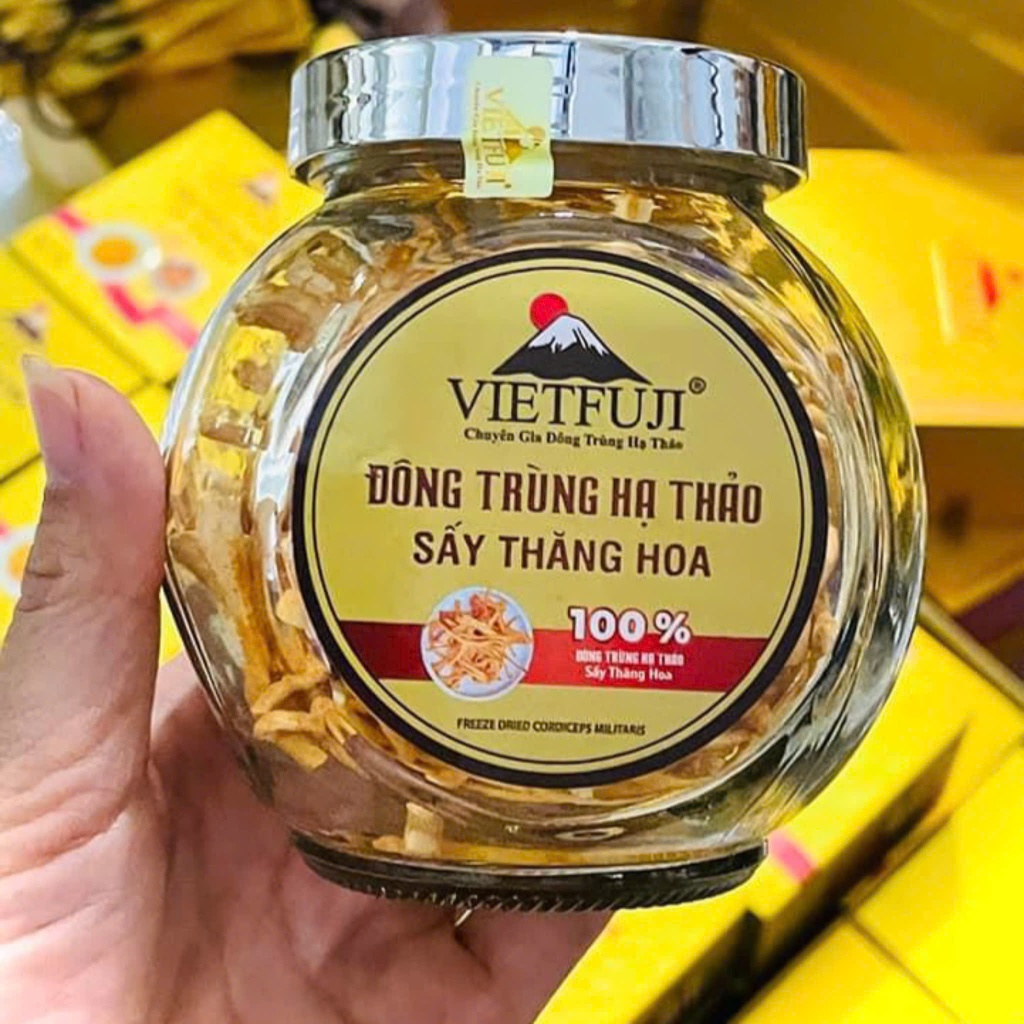 VIETFUJI
VIETFUJI®
Chuyên Gia Đông Trùng Hạ Thảo
ĐÔNG TRÙNG HẠ THẢO
SẤY THĂNG HOA
100%
ĐÔNG TRÙNG HẠ THẢO
Sấy Thăng Hoa
FREEZE DRIED CORDICEPS MILITARIS